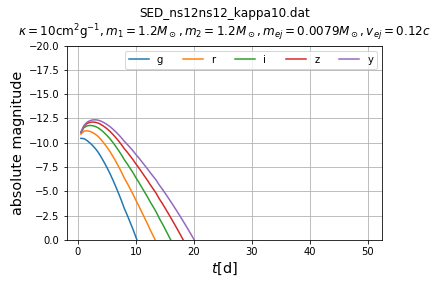 SED_ns12ns12_kappa10.dat
κ = 10cm²g⁻¹, m₁ = 1.2M⊙, m₂ = 1.2M⊙, mₑⱼ = 0.0079M⊙, vₑⱼ = 0.12c
−20.0
g r i z y
−17.5
−15.0
−12.5
−10.0
−7.5
−5.0
−2.5
0.0
absolute magnitude
0 10 20 30 40 50
t[d]